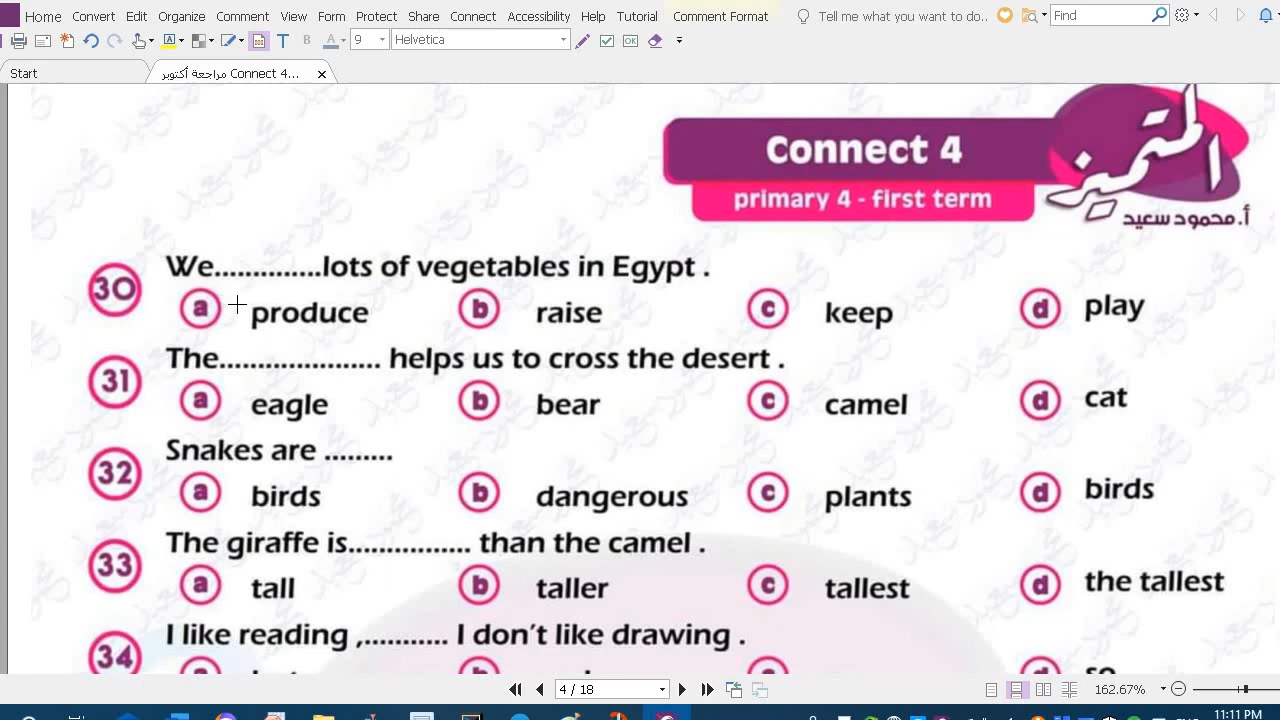 Home Convert Edit Organize Comment View Form Protect Share Connect Accessibility Help Tutorial Comment Format Tell me what you want to do.. Find
9 Helvetica
Start
مراجعة أكتوبر Connect 4...
المتميز
Connect 4
primary 4 - first term
أ.محمود سعيد
30 We..............lots of vegetables in Egypt .
a produce b raise c keep d play
31 The..................... helps us to cross the desert .
a eagle b bear c camel d cat
32 Snakes are .........
a birds b dangerous c plants d birds
33 The giraffe is................ than the camel .
a tall b taller c tallest d the tallest
34 I like reading ,........... I don't like drawing .
so
4 / 18
162.67%
11:11 PM